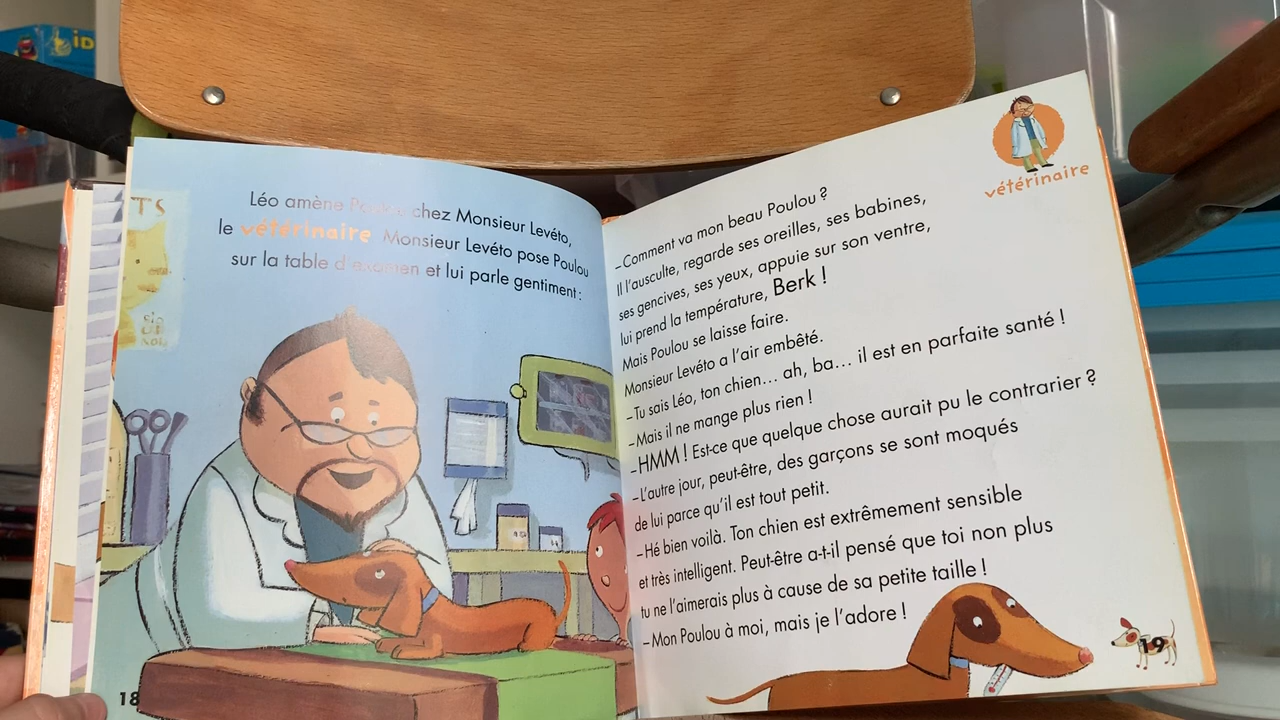 Léo amène Poulou chez Monsieur Levéto,
le vétérinaire Monsieur Levéto pose Poulou
sur la table d'examen et lui parle gentiment :
18
vétérinaire
– Comment va mon beau Poulou ?
Il l'ausculte, regarde ses oreilles, ses babines,
ses gencives, ses yeux, appuie sur son ventre,
lui prend la température, Berk !
Mais Poulou se laisse faire.
Monsieur Levéto a l'air embêté.
– Tu sais Léo, ton chien… ah, ba… il est en parfaite santé !
– Mais il ne mange plus rien !
– HMM ! Est-ce que quelque chose aurait pu le contrarier ?
– L'autre jour, peut-être, des garçons se sont moqués
de lui parce qu'il est tout petit.
– Hé bien voilà. Ton chien est extrêmement sensible
et très intelligent. Peut-être a-t-il pensé que toi non plus
tu ne l'aimerais plus à cause de sa petite taille !
– Mon Poulou à moi, mais je l'adore !